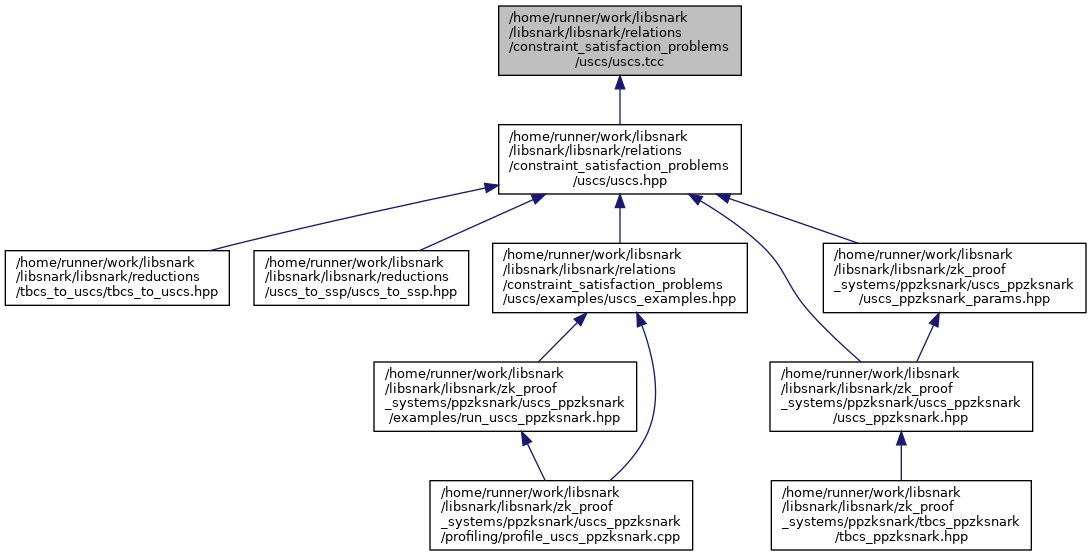 /home/runner/work/libsnark
/libsnark/libsnark/relations
/constraint_satisfaction_problems
/uscs/uscs.tcc
/home/runner/work/libsnark
/libsnark/libsnark/relations
/constraint_satisfaction_problems
/uscs/uscs.hpp
/home/runner/work/libsnark
/libsnark/libsnark/reductions
/tbcs_to_uscs/tbcs_to_uscs.hpp
/home/runner/work/libsnark
/libsnark/libsnark/reductions
/uscs_to_ssp/uscs_to_ssp.hpp
/home/runner/work/libsnark
/libsnark/libsnark/relations
/constraint_satisfaction_problems
/uscs/examples/uscs_examples.hpp
/home/runner/work/libsnark
/libsnark/libsnark/zk_proof
_systems/ppzksnark/uscs_ppzksnark
/uscs_ppzksnark_params.hpp
/home/runner/work/libsnark
/libsnark/libsnark/zk_proof
_systems/ppzksnark/uscs_ppzksnark
/examples/run_uscs_ppzksnark.hpp
/home/runner/work/libsnark
/libsnark/libsnark/zk_proof
_systems/ppzksnark/uscs_ppzksnark
/uscs_ppzksnark.hpp
/home/runner/work/libsnark
/libsnark/libsnark/zk_proof
_systems/ppzksnark/uscs_ppzksnark
/profiling/profile_uscs_ppzksnark.cpp
/home/runner/work/libsnark
/libsnark/libsnark/zk_proof
_systems/ppzksnark/tbcs_ppzksnark
/tbcs_ppzksnark.hpp